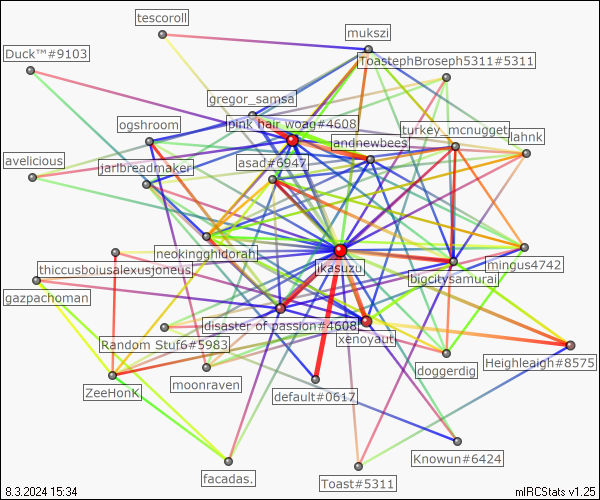 tescoroll
mukszi
Duck™#9103
ToastephBroseph5311#5311
gregor_samsa
ogshroom
pink hair woag#4608
turkey_mcnugget
andnewbees
lahnk
avelicious
jarlbreadmaker
asad#6947
neokingghidorah
ikasuzu
mingus4742
thiccusboiusalexusjoneus
bigcitysamurai
gazpachoman
disaster of passion#4608
xenoyaut
Random Stuf6#5983
Heighleaigh#8575
doggerdig
moonraven
ZeeHonK
default#0617
Knowun#6424
facadas.
Toast#5311
8.3.2024 15:34
mIRCStats v1.25